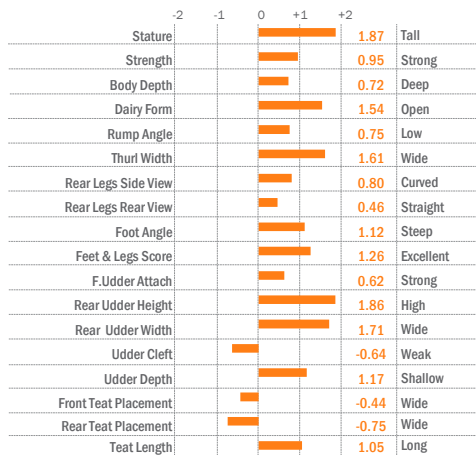 -2 -1 0 +1 +2
Stature 1.87 Tall
Strength 0.95 Strong
Body Depth 0.72 Deep
Dairy Form 1.54 Open
Rump Angle 0.75 Low
Thurl Width 1.61 Wide
Rear Legs Side View 0.80 Curved
Rear Legs Rear View 0.46 Straight
Foot Angle 1.12 Steep
Feet & Legs Score 1.26 Excellent
F.Udder Attach 0.62 Strong
Rear Udder Height 1.86 High
Rear Udder Width 1.71 Wide
Udder Cleft -0.64 Weak
Udder Depth 1.17 Shallow
Front Teat Placement -0.44 Wide
Rear Teat Placement -0.75 Wide
Teat Length 1.05 Long